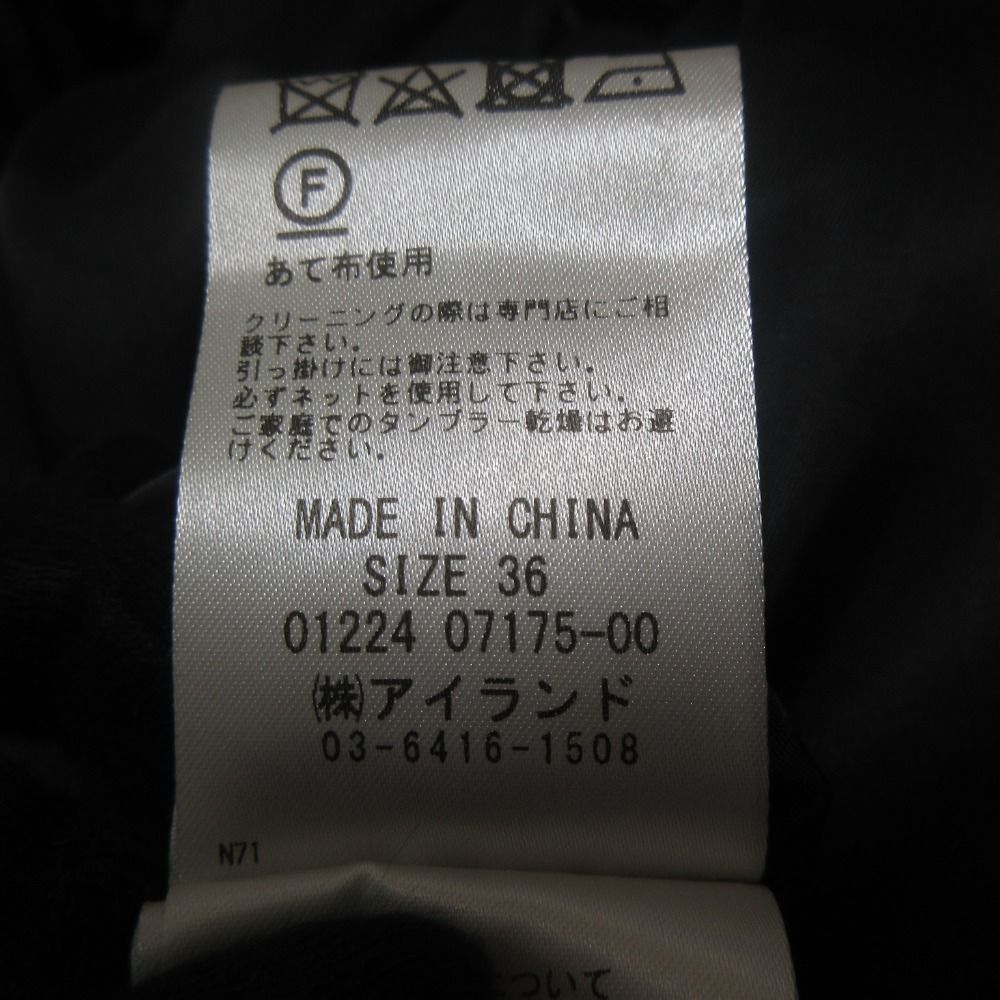 F
あて布使用
クリーニングの際は専門店にご相
談下さい。
引っ掛けには御注意下さい。
必ずネットを使用して下さい。
ご家庭でのタンブラー乾燥はお避
けください。
MADE IN CHINA
SIZE 36
01224 07175-00
㈱アイランド
03-6416-1508
N71
について